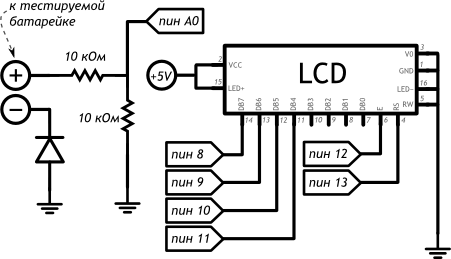 к тестируемой
батарейке
пин A0
10 кОм
10 кОм
+5V
LCD
2
VCC
15
LED+
3
V0
1
GND
16
LED−
5
RW
DB7
DB6
DB5
DB4
DB3
DB2
DB1
DB0
E
RS
14
13
12
11
10
9
8
7
6
4
пин 8
пин 9
пин 10
пин 11
пин 12
пин 13